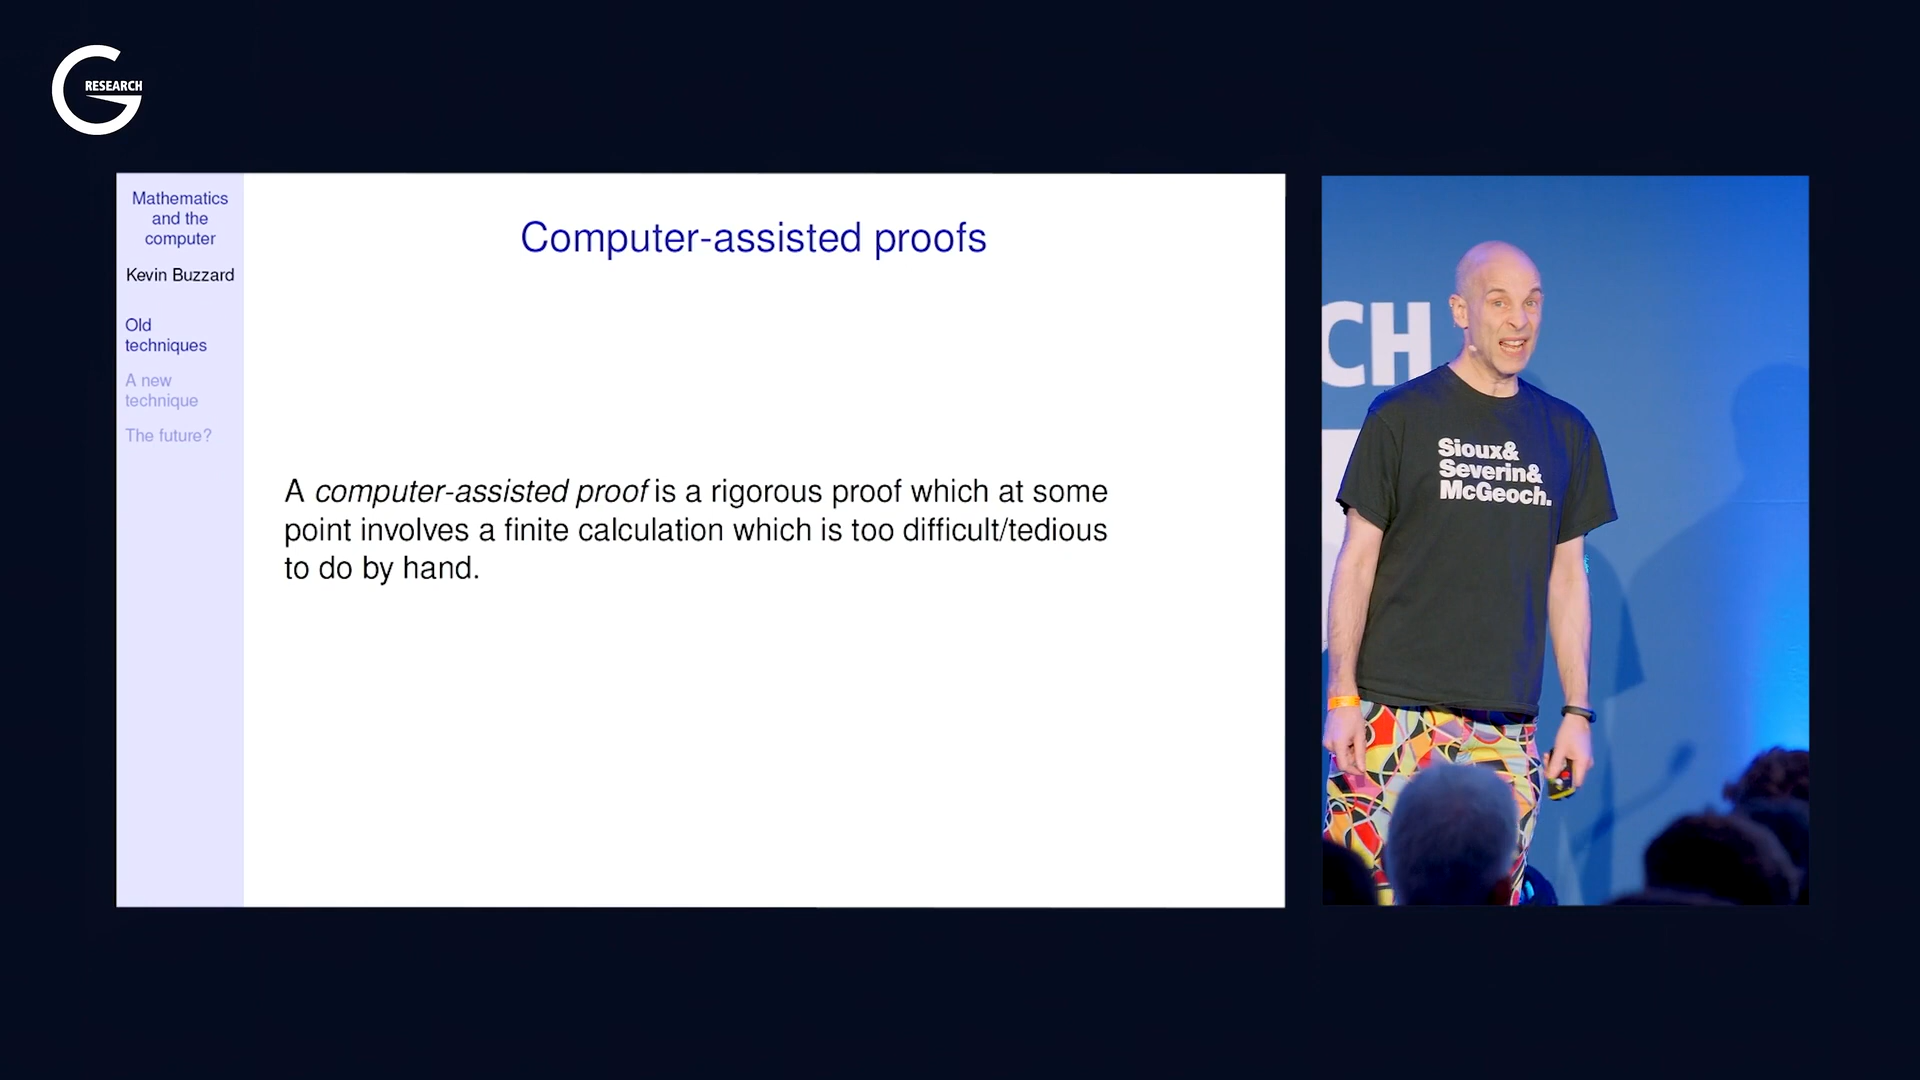 RESEARCH
Mathematics
and the
computer
Kevin Buzzard
Old
techniques
A new
technique
The future?
Computer-assisted proofs
A computer-assisted proof is a rigorous proof which at some
point involves a finite calculation which is too difficult/tedious
to do by hand.
CH
Sioux&
Severin&
McGeoch.